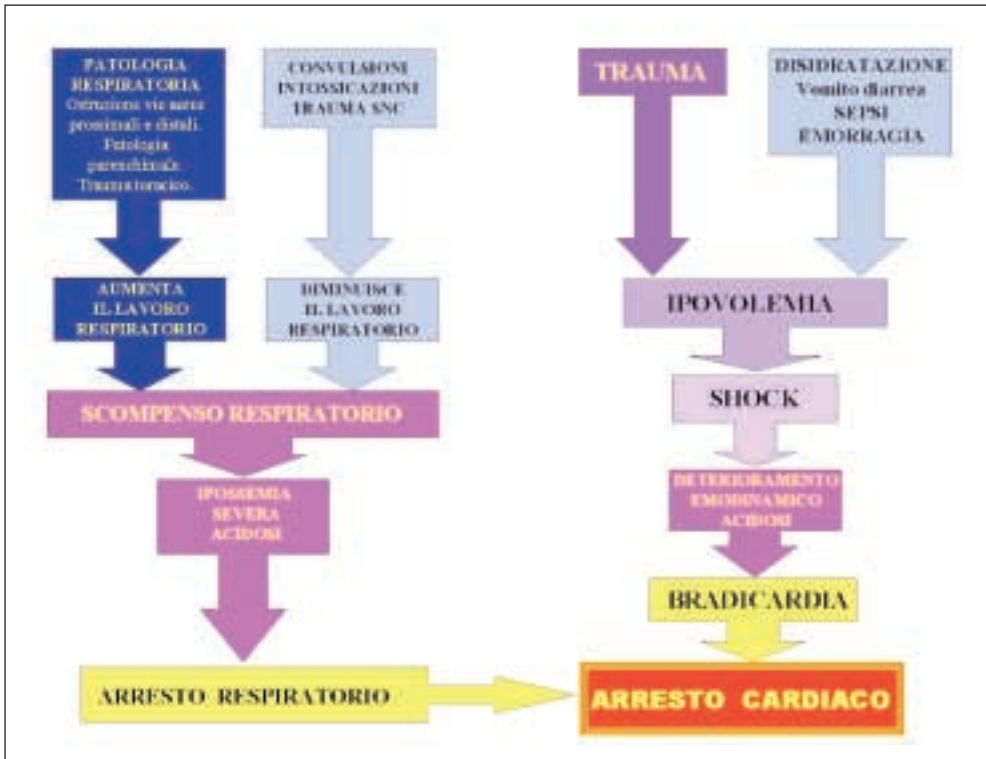 PATOLOGIA
RESPIRATORIA
Ostruzione vie aeree
prossimali e distali.
Patologia
parenchimale.
Trauma toracico.
CONVULSIONI
INTOSSICAZIONI
TRAUMA SNC
AUMENTA
IL LAVORO
RESPIRATORIO
DIMINUISCE
IL LAVORO
RESPIRATORIO
SCOMPENSO RESPIRATORIO
IPOSSEMIA
SEVERA
ACIDOSI
ARRESTO RESPIRATORIO
TRAUMA
DISIDRATAZIONE
Vomito diarrea
SEPSI
EMORRAGIA
IPOVOLEMIA
SHOCK
DETERIORAMENTO
EMODINAMICO
ACIDOSI
BRADICARDIA
ARRESTO CARDIACO